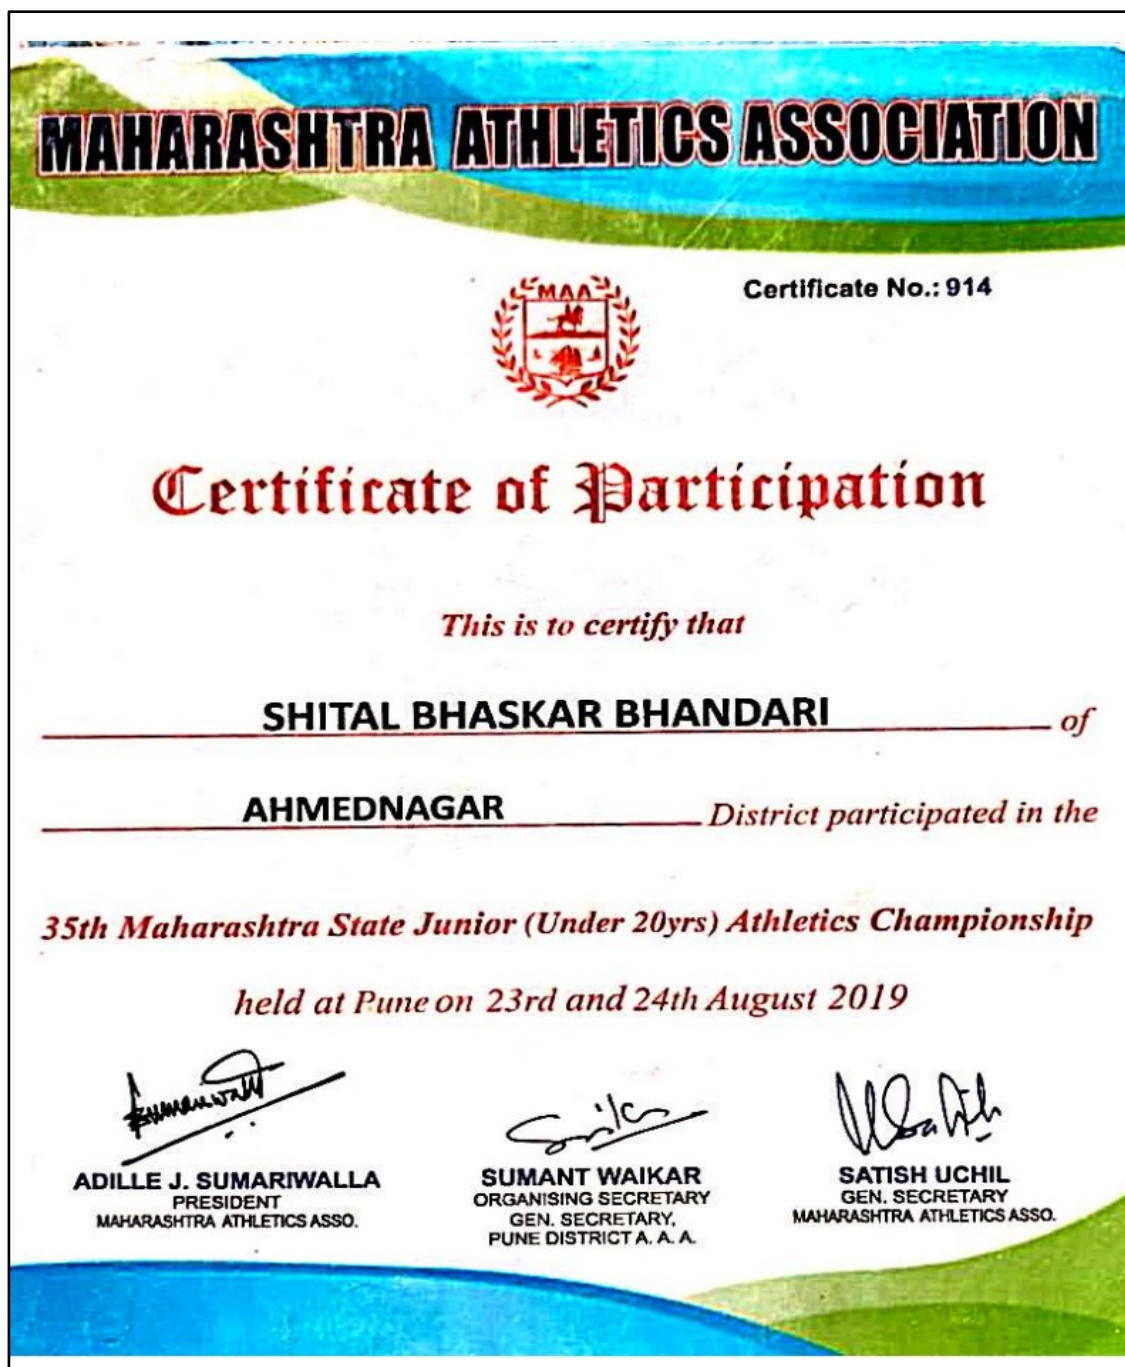 MAHARASHTRA ATHLETICS ASSOCIATION
Certificate No.: 914
MAA
Certificate of Participation
This is to certify that
SHITAL BHASKAR BHANDARI of
AHMEDNAGAR District participated in the
35th Maharashtra State Junior (Under 20yrs) Athletics Championship
held at Pune on 23rd and 24th August 2019
ADILLE J. SUMARIWALLA
PRESIDENT
MAHARASHTRA ATHLETICS ASSO.
SUMANT WAIKAR
ORGANISING SECRETARY
GEN. SECRETARY,
PUNE DISTRICT A. A. A.
SATISH UCHIL
GEN. SECRETARY
MAHARASHTRA ATHLETICS ASSO.